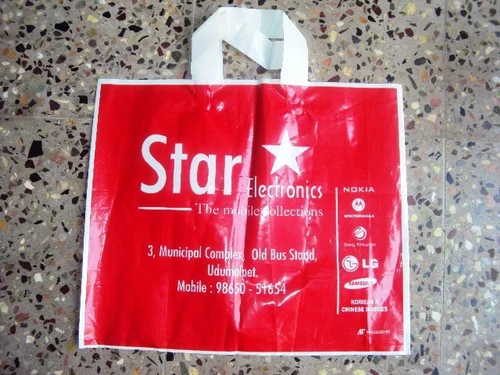 Star
Electronics
The mobile collections
3, Municipal Complex, Old Bus Stand,
Udumalpet.
Mobile : 98650 - 51654
NOKIA
MOTOROLA
Sony Ericsson
LG
SAMSUNG
KOREAN &
CHINESE MOBILES